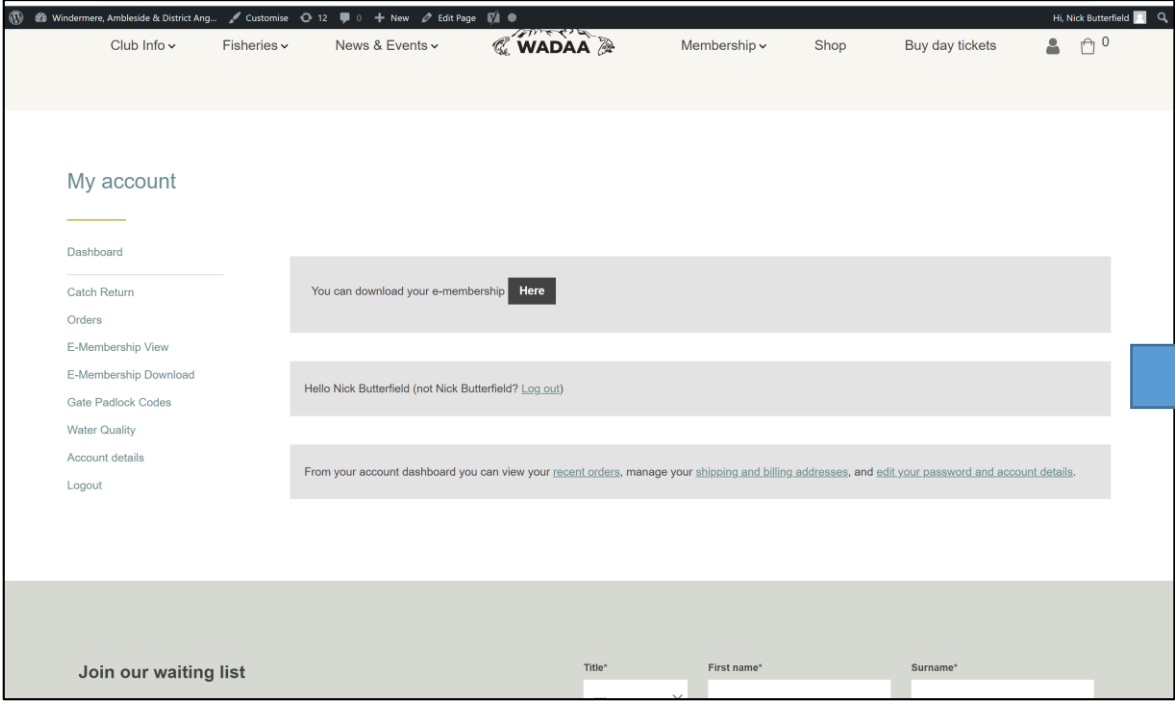 Windermere, Ambleside & District Ang... Customise 12 0 + New Edit Page Hi, Nick Butterfield
Club Info Fisheries News & Events WADAA Membership Shop Buy day tickets 0
My account
Dashboard
Catch Return
Orders
E-Membership View
E-Membership Download
Gate Padlock Codes
Water Quality
Account details
Logout
You can download your e-membership Here
Hello Nick Butterfield (not Nick Butterfield? Log out)
From your account dashboard you can view your recent orders, manage your shipping and billing addresses, and edit your password and account details.
Join our waiting list
Title* First name* Surname*
---